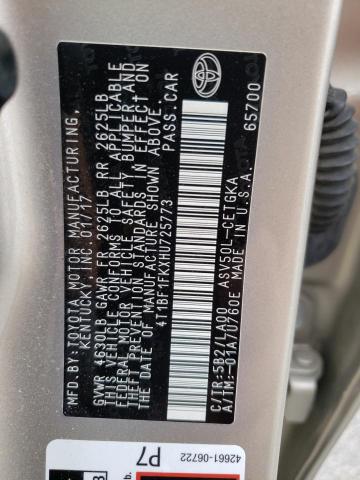 MFD. BY: TOYOTA MOTOR MANUFACTURING,
KENTUCKY, INC. 01/17
GVWR 4630LB GAWR FR 2625LB RR 2625LB
THIS VEHICLE CONFORMS TO ALL APPLICABLE
FEDERAL MOTOR VEHICLE SAFETY, BUMPER, AND
THEFT PREVENTION STANDARDS IN EFFECT ON
THE DATE OF MANUFACTURE SHOWN ABOVE.
4T1BF1FKXHU725773 PASS. CAR
C/TR:5B2/LA00 ASV50L-CETGKA
A/TM:-01A/U760E MADE IN U.S.A. 65700
42661-06722
P7